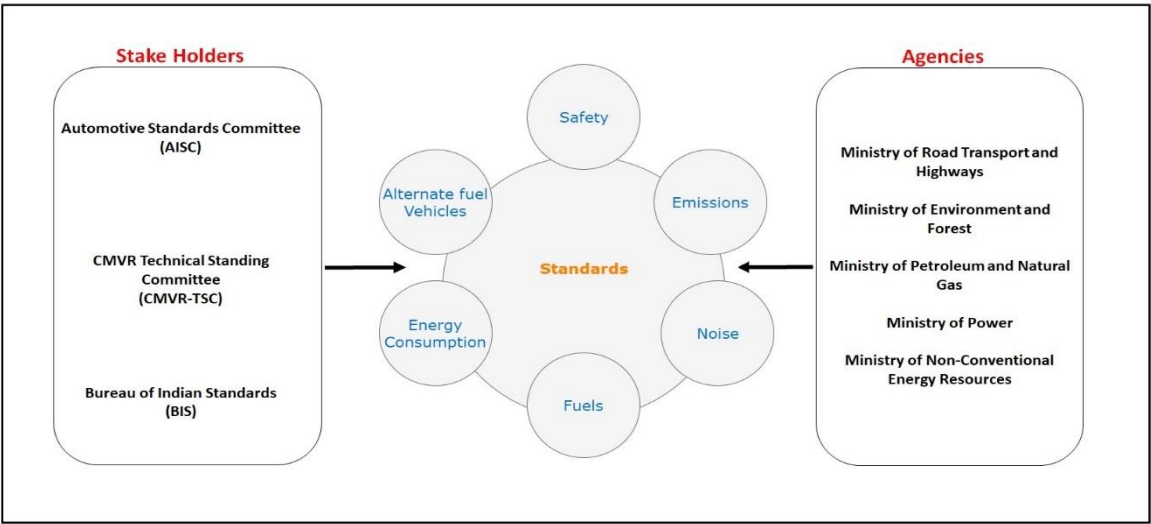 Stake Holders
Automotive Standards Committee
(AISC)
CMVR Technical Standing
Committee
(CMVR-TSC)
Bureau of Indian Standards
(BIS)
Safety
Alternate fuel
Vehicles
Emissions
Standards
Energy
Consumption
Noise
Fuels
Agencies
Ministry of Road Transport and
Highways
Ministry of Environment and
Forest
Ministry of Petroleum and Natural
Gas
Ministry of Power
Ministry of Non-Conventional
Energy Resources